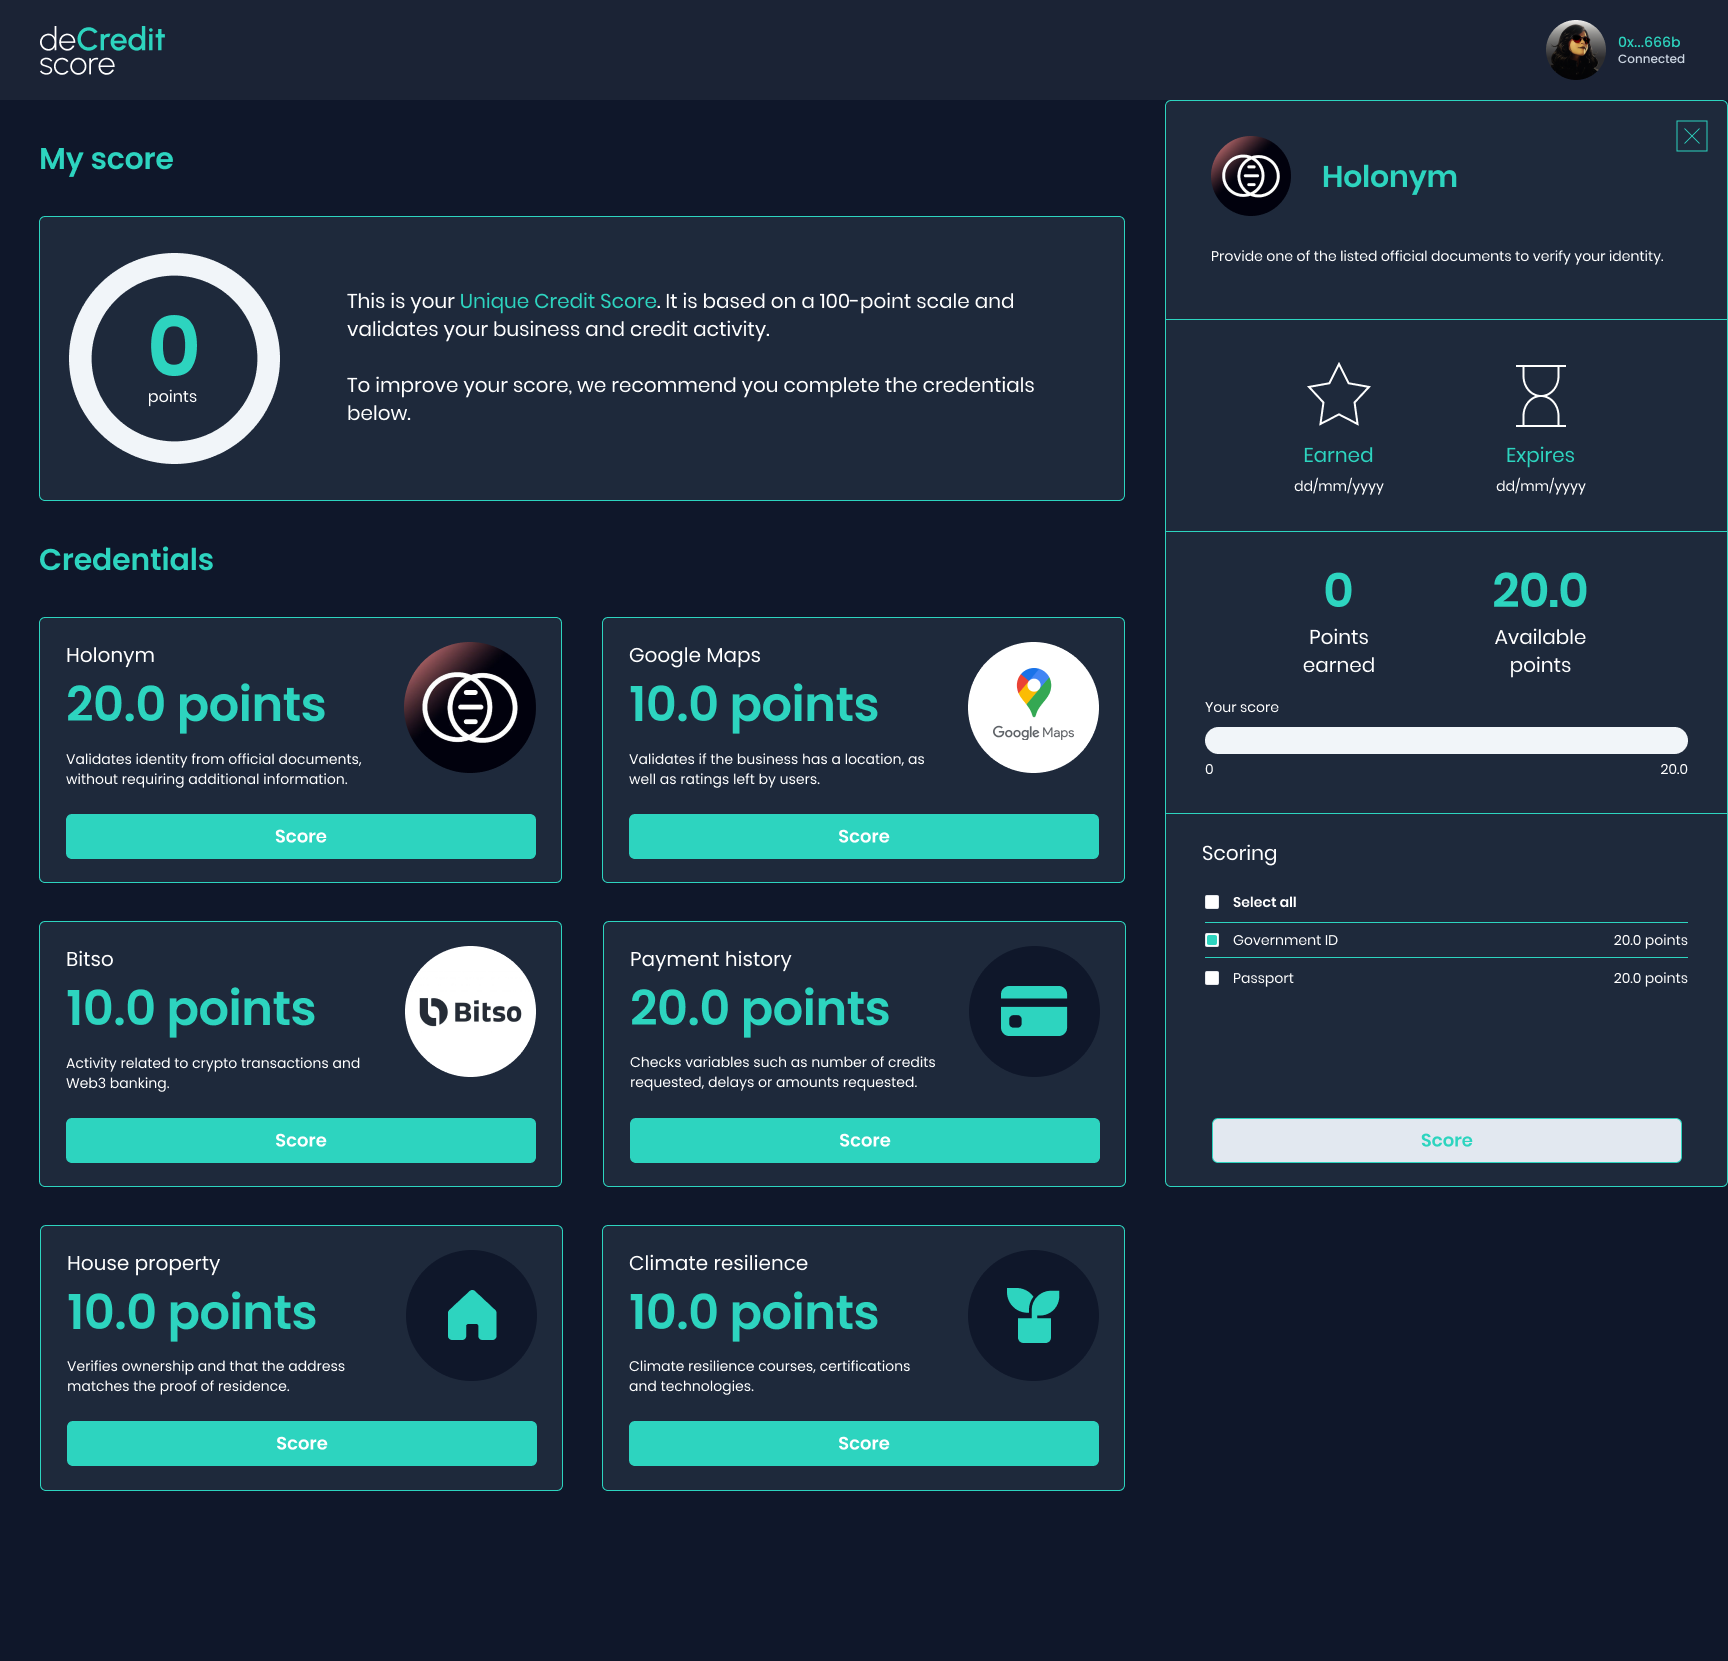 deCredit
score
0x...666b
Connected
My score
0
points
This is your Unique Credit Score. It is based on a 100-point scale and
validates your business and credit activity.
To improve your score, we recommend you complete the credentials
below.
Credentials
Holonym
20.0 points
Validates identity from official documents,
without requiring additional information.
Score
Google Maps
10.0 points
Google Maps
Validates if the business has a location, as
well as ratings left by users.
Score
Bitso
10.0 points
Bitso
Activity related to crypto transactions and
Web3 banking.
Score
Payment history
20.0 points
Checks variables such as number of credits
requested, delays or amounts requested.
Score
House property
10.0 points
Verifies ownership and that the address
matches the proof of residence.
Score
Climate resilience
10.0 points
Climate resilience courses, certifications
and technologies.
Score
Holonym
Provide one of the listed official documents to verify your identity.
Earned
dd/mm/yyyy
Expires
dd/mm/yyyy
0
Points
earned
20.0
Available
points
Your score
0 20.0
Scoring
Select all
Government ID 20.0 points
Passport 20.0 points
Score